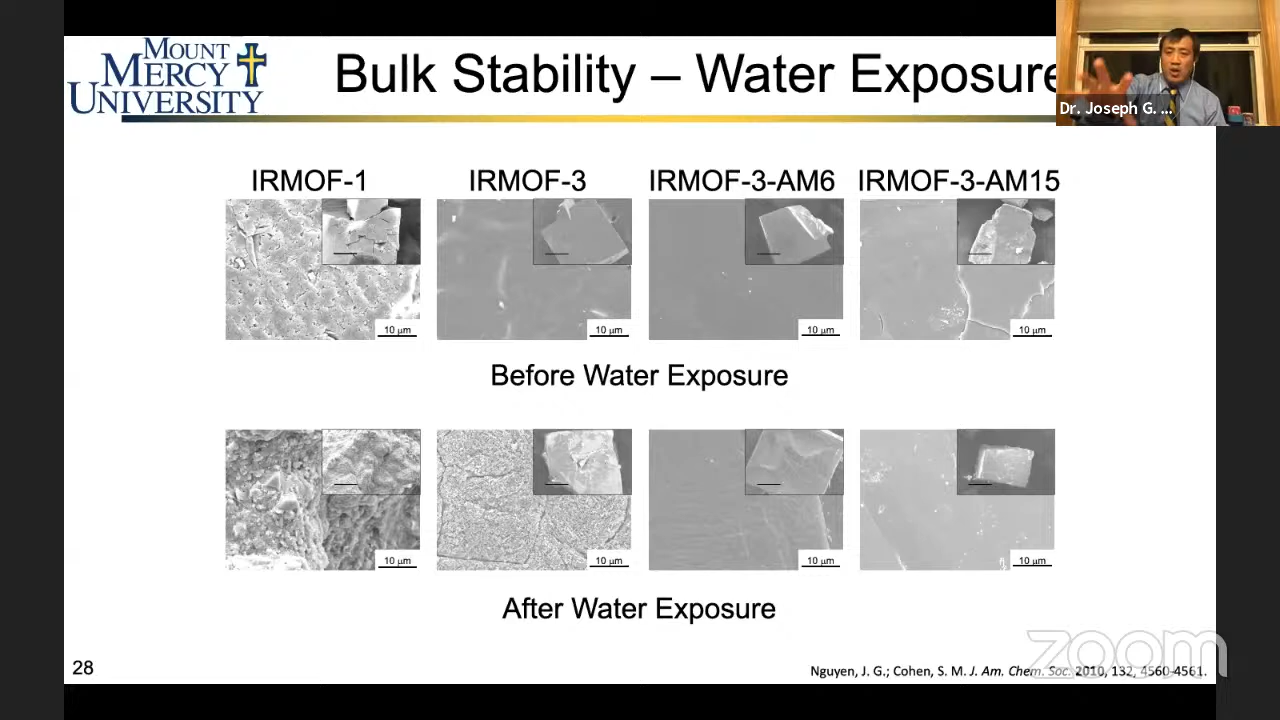 MOUNT
MERCY
UNIVERSITY
Bulk Stability – Water Exposure
Dr. Joseph G. ...
IRMOF-1 IRMOF-3 IRMOF-3-AM6 IRMOF-3-AM15
10 µm 10 µm 10 µm 10 µm
Before Water Exposure
10 µm 10 µm 10 µm 10 µm
After Water Exposure
zoom
28
Nguyen, J. G.; Cohen, S. M. J. Am. Chem. Soc. 2010, 132, 4560-4561.